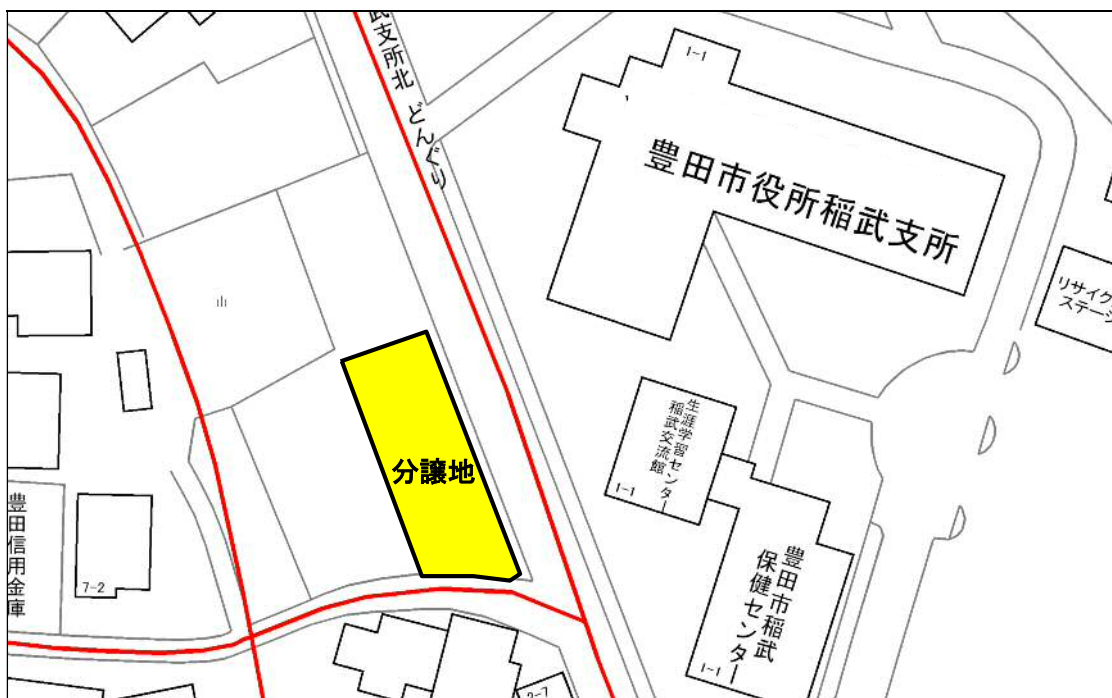 1-1
武支所北 どんぐり
豊田市役所稲武支所
リサイク
ステーシ
生涯学習センター
稲武交流館
1-1
分譲地
豊田信用金庫
7-2
豊田市稲武
保健センター
1-1
2-7